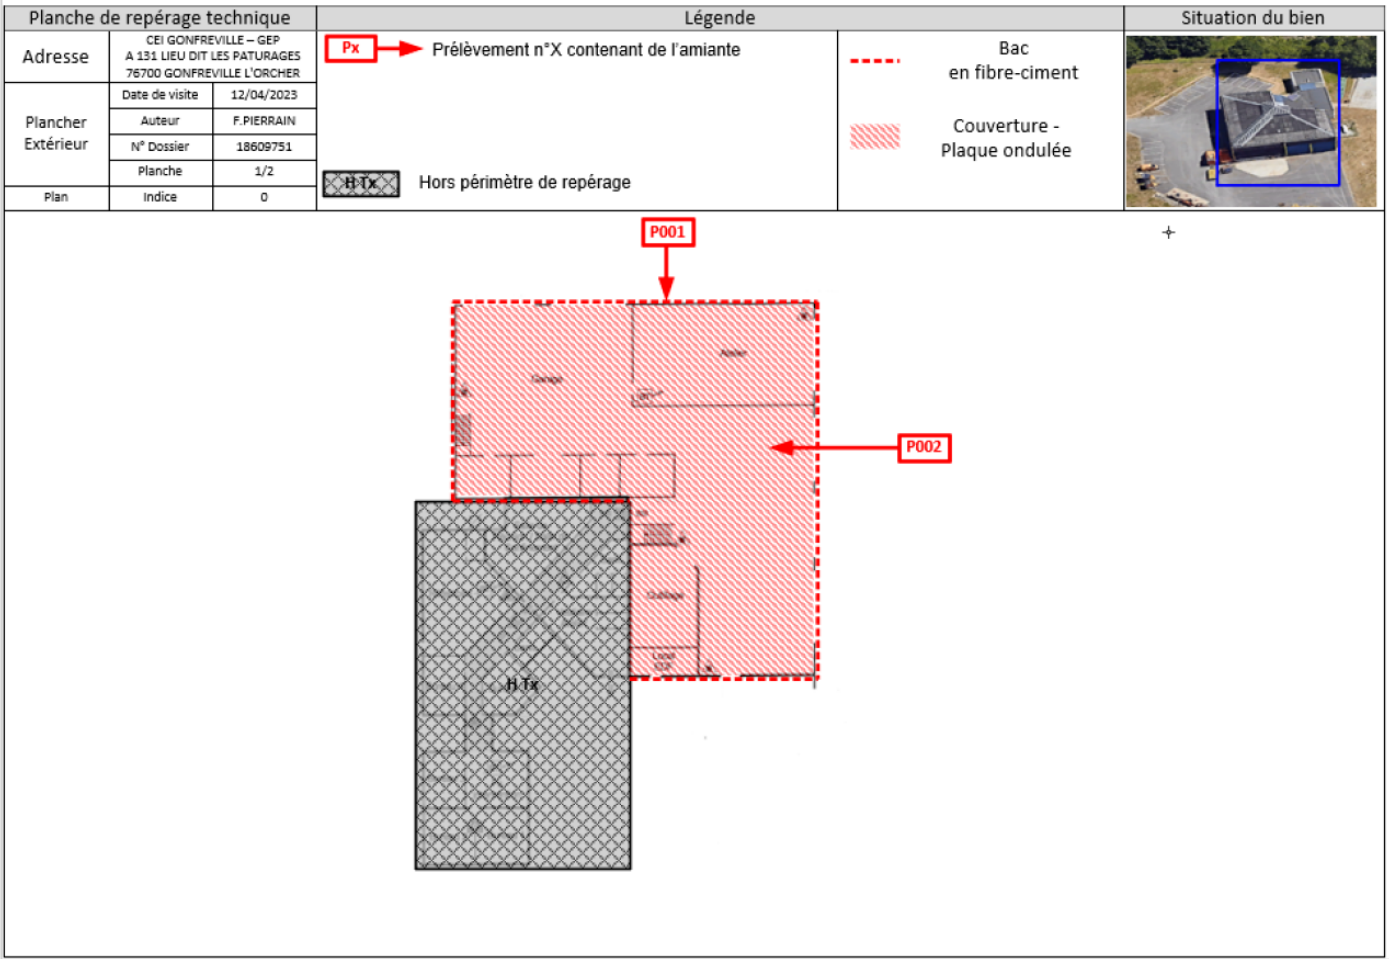 Planche de repérage technique
Légende
Situation du bien
Adresse
CEI GONFREVILLE – GEP
A 131 LIEU DIT LES PATURAGES
76700 GONFREVILLE L'ORCHER
Plancher
Extérieur
Date de visite
12/04/2023
Auteur
F.PIERRAIN
N° Dossier
18609751
Planche
1/2
Plan
Indice
0
Px
Prélèvement n°X contenant de l'amiante
H Tx
Hors périmètre de repérage
Bac
en fibre-ciment
Couverture -
Plaque ondulée
P001
Atelier
Garage
P002
Local
H Tx